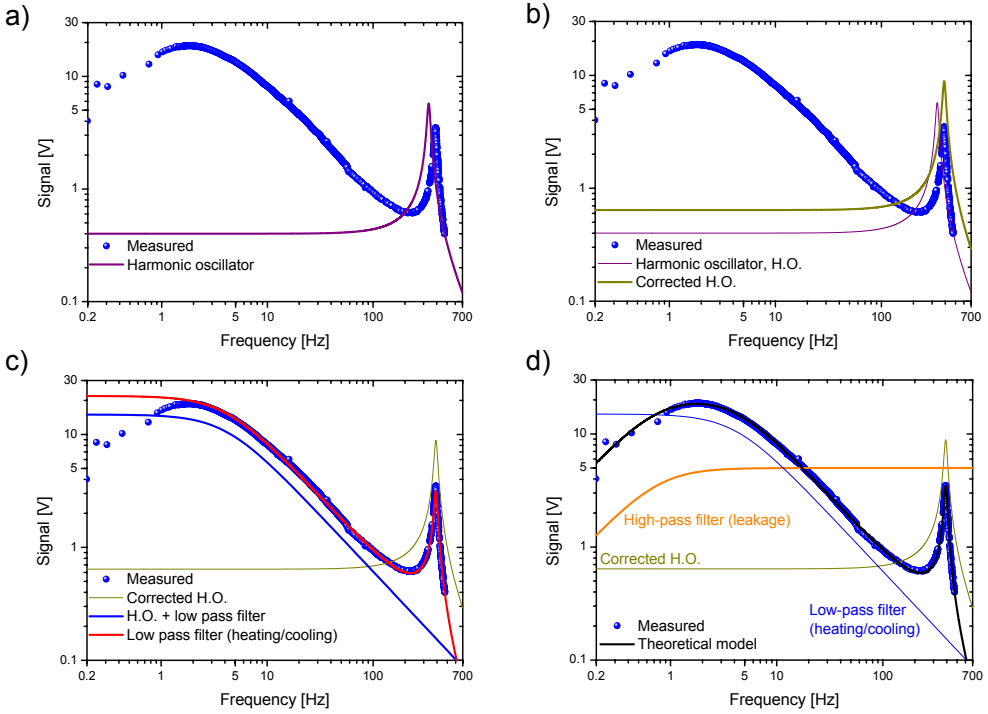 a)
30
10
5
1
0.1
Signal [V]
Measured
Harmonic oscillator
0.2 1 5 10 100 700
Frequency [Hz]
b)
30
10
5
1
0.1
Signal [V]
Measured
Harmonic oscillator, H.O.
Corrected H.O.
0.2 1 5 10 100 700
Frequency [Hz]
c)
30
10
5
1
0.1
Signal [V]
Measured
Corrected H.O.
H.O. + low pass filter
Low pass filter (heating/cooling)
0.2 1 5 10 100 700
Frequency [Hz]
d)
30
10
5
1
0.1
Signal [V]
High-pass filter (leakage)
Corrected H.O.
Low-pass filter
(heating/cooling)
Measured
Theoretical model
0.2 1 5 10 100 700
Frequency [Hz]